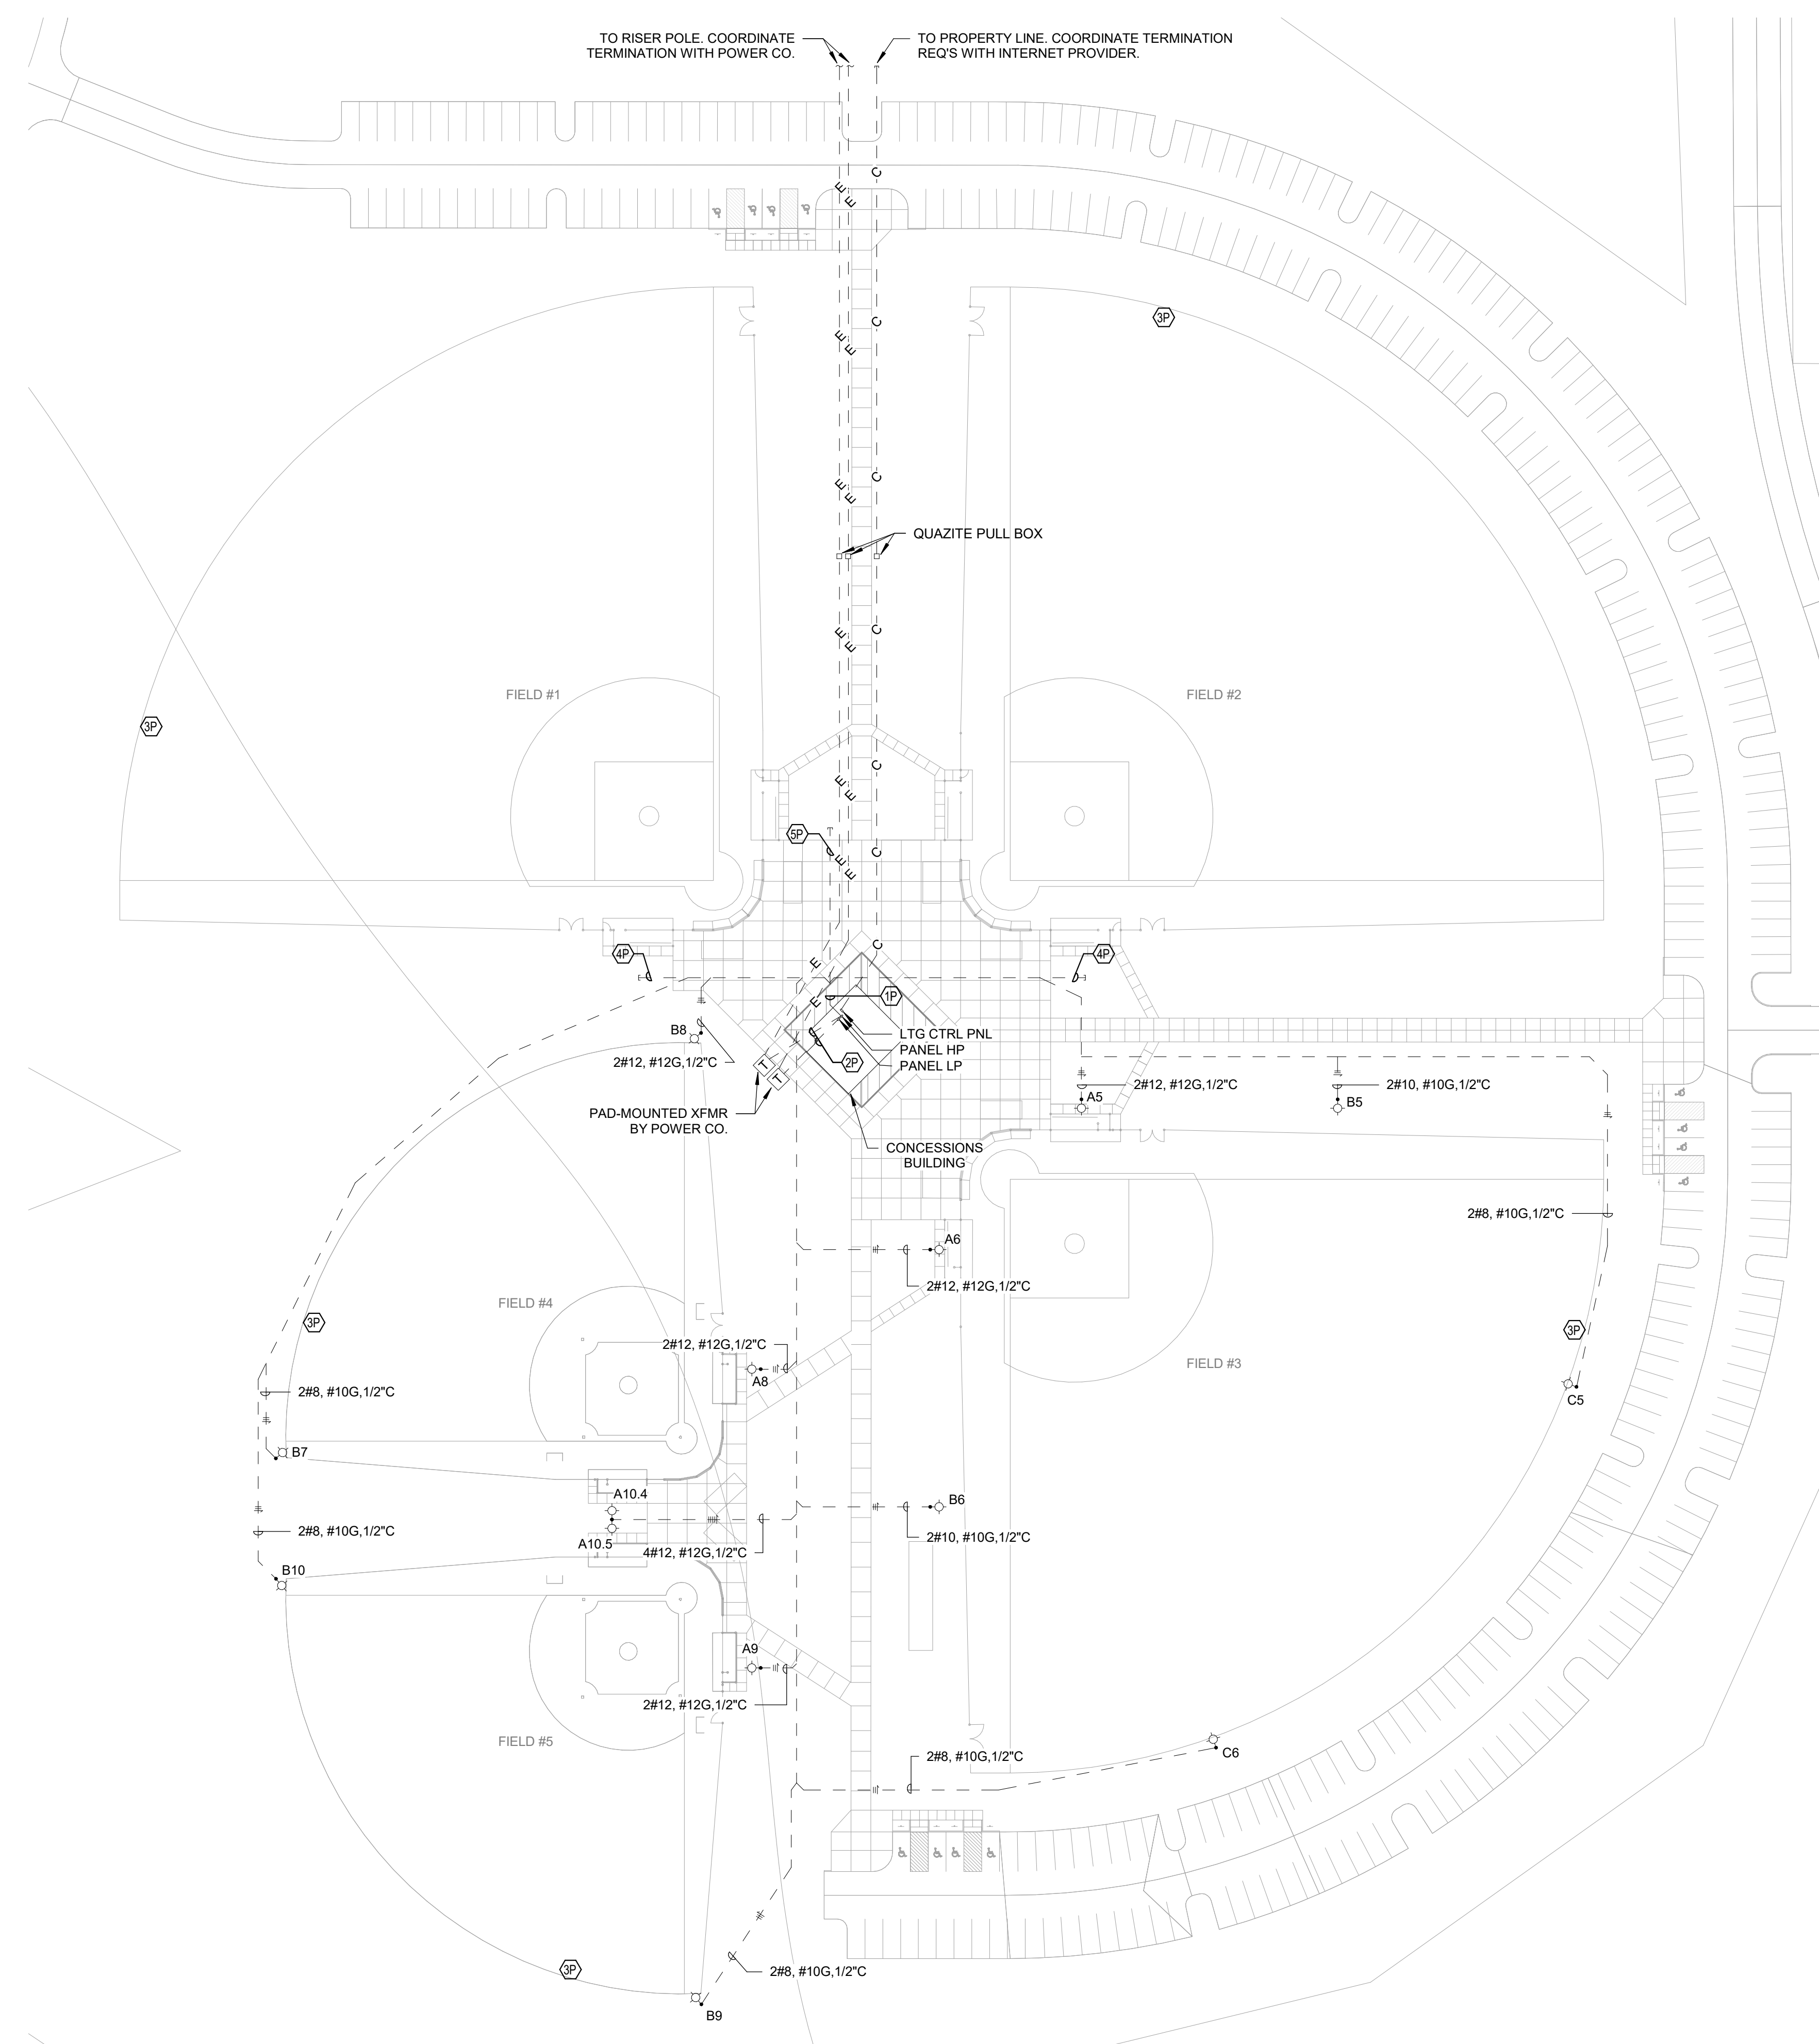 TO RISER POLE. COORDINATE
TERMINATION WITH POWER CO.
TO PROPERTY LINE. COORDINATE TERMINATION
REQ'S WITH INTERNET PROVIDER.
C
E
E
3P
C
E
E
C
E
E
QUAZITE PULL BOX
C
E
E
FIELD #1
FIELD #2
3P
C
E
E
5P
C
E
E
T
C
4P
4P
E
E
1P
B8
LTG CTRL PNL
PANEL HP
PANEL LP
2P
2#12, #12G,1/2"C
T
T
2#12, #12G,1/2"C
2#10, #10G,1/2"C
A5
B5
PAD-MOUNTED XFMR
BY POWER CO.
CONCESSIONS
BUILDING
2#8, #10G,1/2"C
A6
2#12, #12G,1/2"C
FIELD #4
3P
3P
2#12, #12G,1/2"C
FIELD #3
A8
2#8, #10G,1/2"C
C5
B7
A10.4
B6
2#8, #10G,1/2"C
2#10, #10G,1/2"C
A10.5
4#12, #12G,1/2"C
B10
A9
2#12, #12G,1/2"C
FIELD #5
2#8, #10G,1/2"C
C6
3P
2#8, #10G,1/2"C
B9